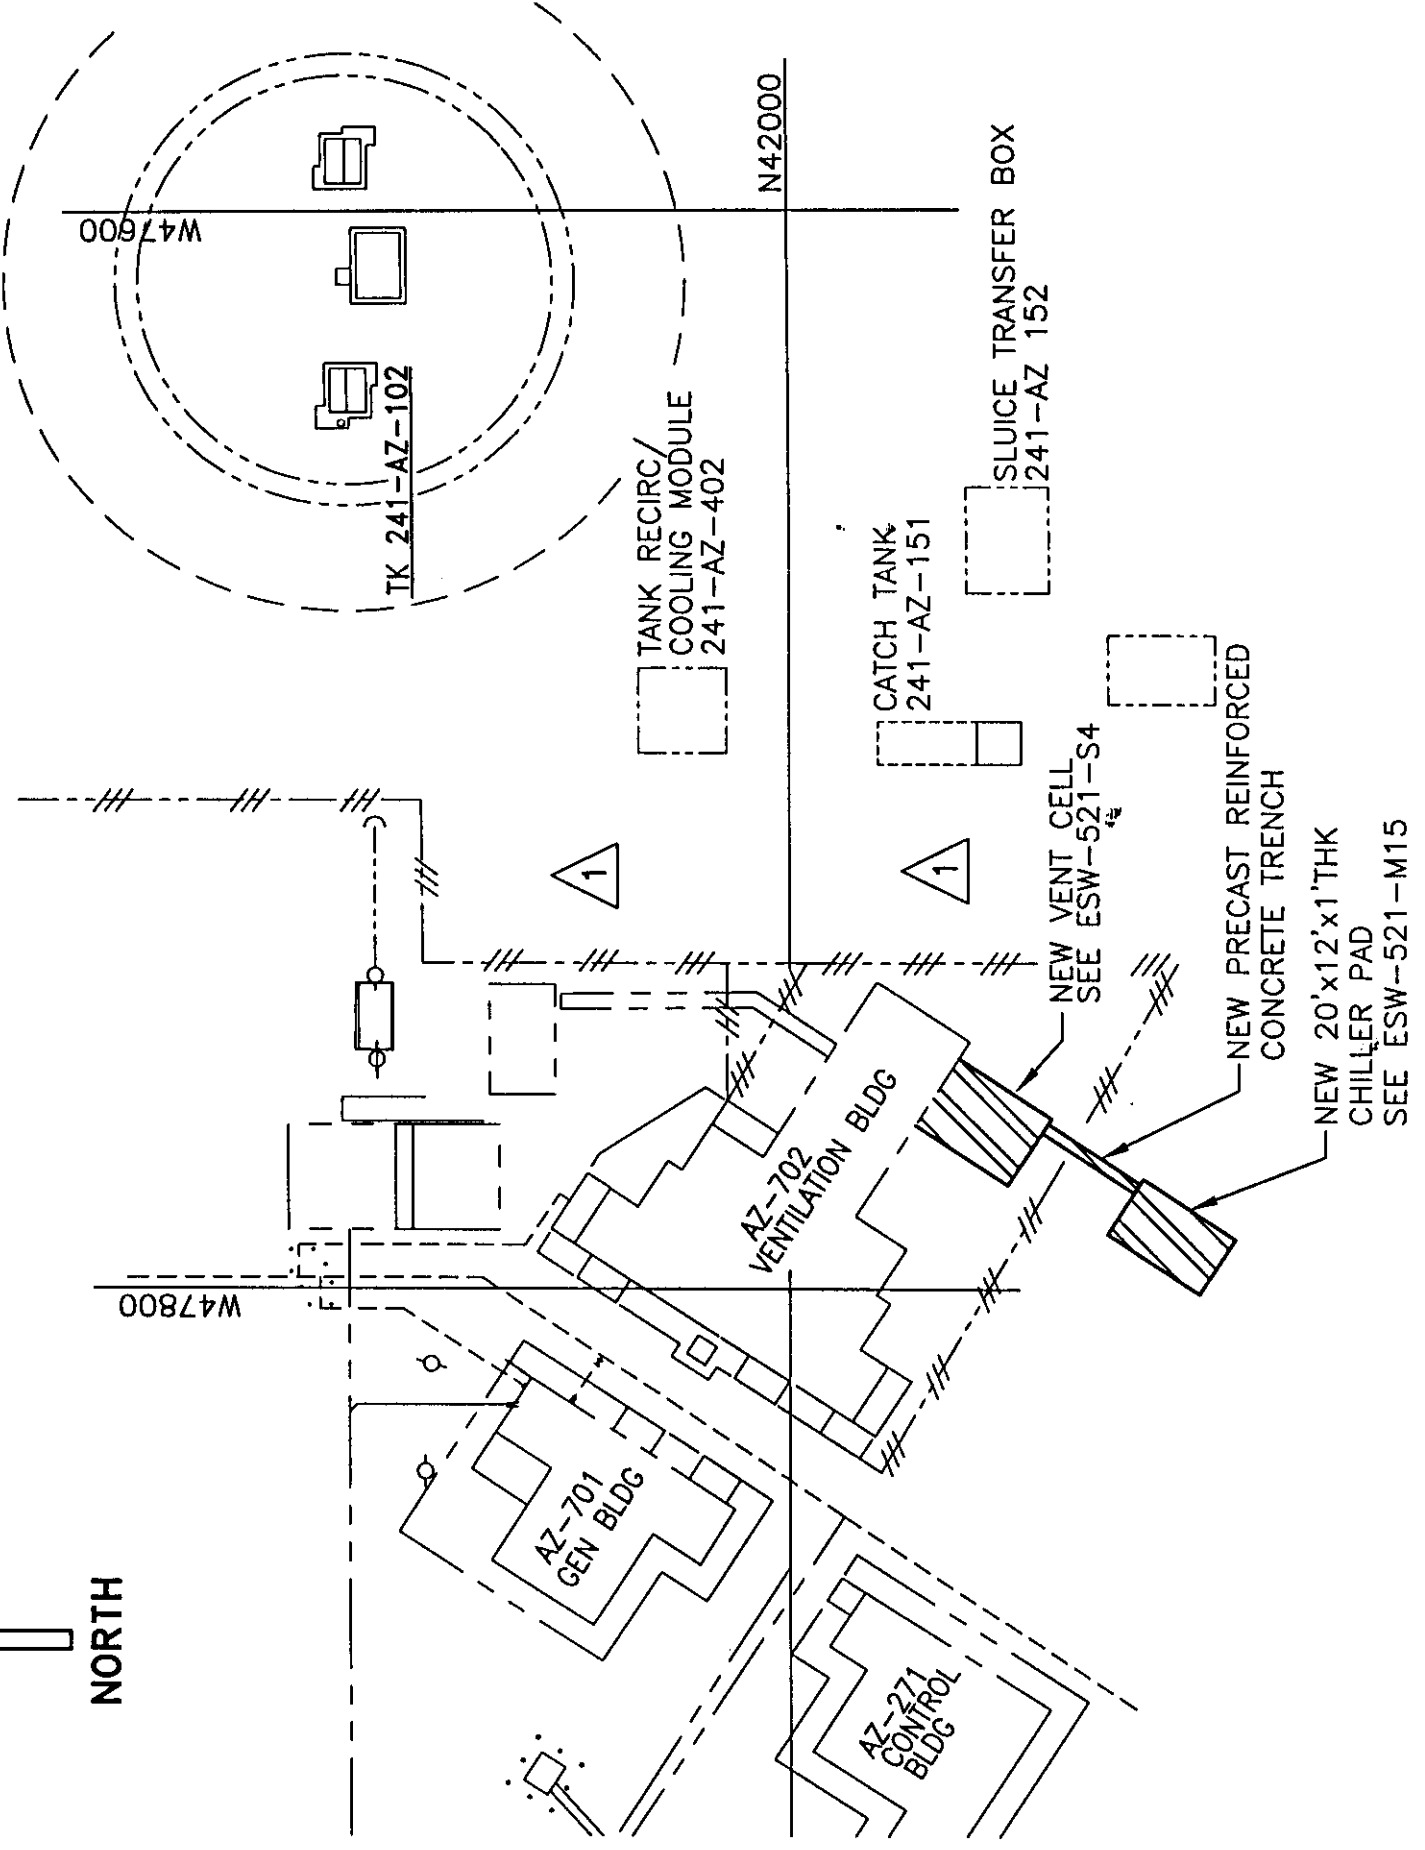 NORTH
W47600
TK 241-AZ-102
N42000
TANK RECIRC/
COOLING MODULE
241-AZ-402
SLUICE TRANSFER BOX
241-AZ 152
CATCH TANK
241-AZ-151
1
1
NEW VENT CELL
SEE ESW-521-S4
NEW PRECAST REINFORCED
CONCRETE TRENCH
NEW 20'x12'x1'THK
CHILLER PAD
SEE ESW-521-M15
W47800
AZ-702
VENTILATION BLDG
AZ-701
GEN BLDG
AZ-271
CONTROL
BLDG